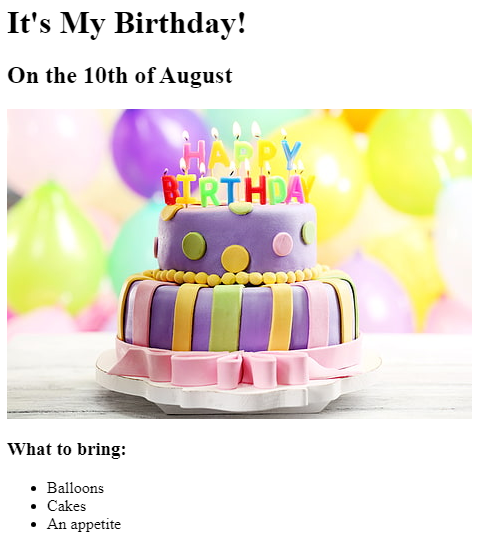 It's My Birthday!
On the 10th of August
HAPPY
BIRTHDAY
What to bring:
Balloons
Cakes
An appetite